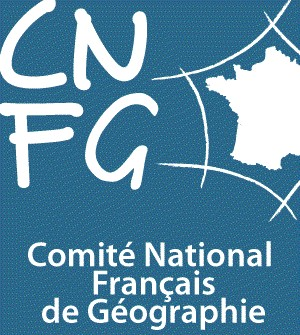 CN
FG
Comité National
Français
de Géographie